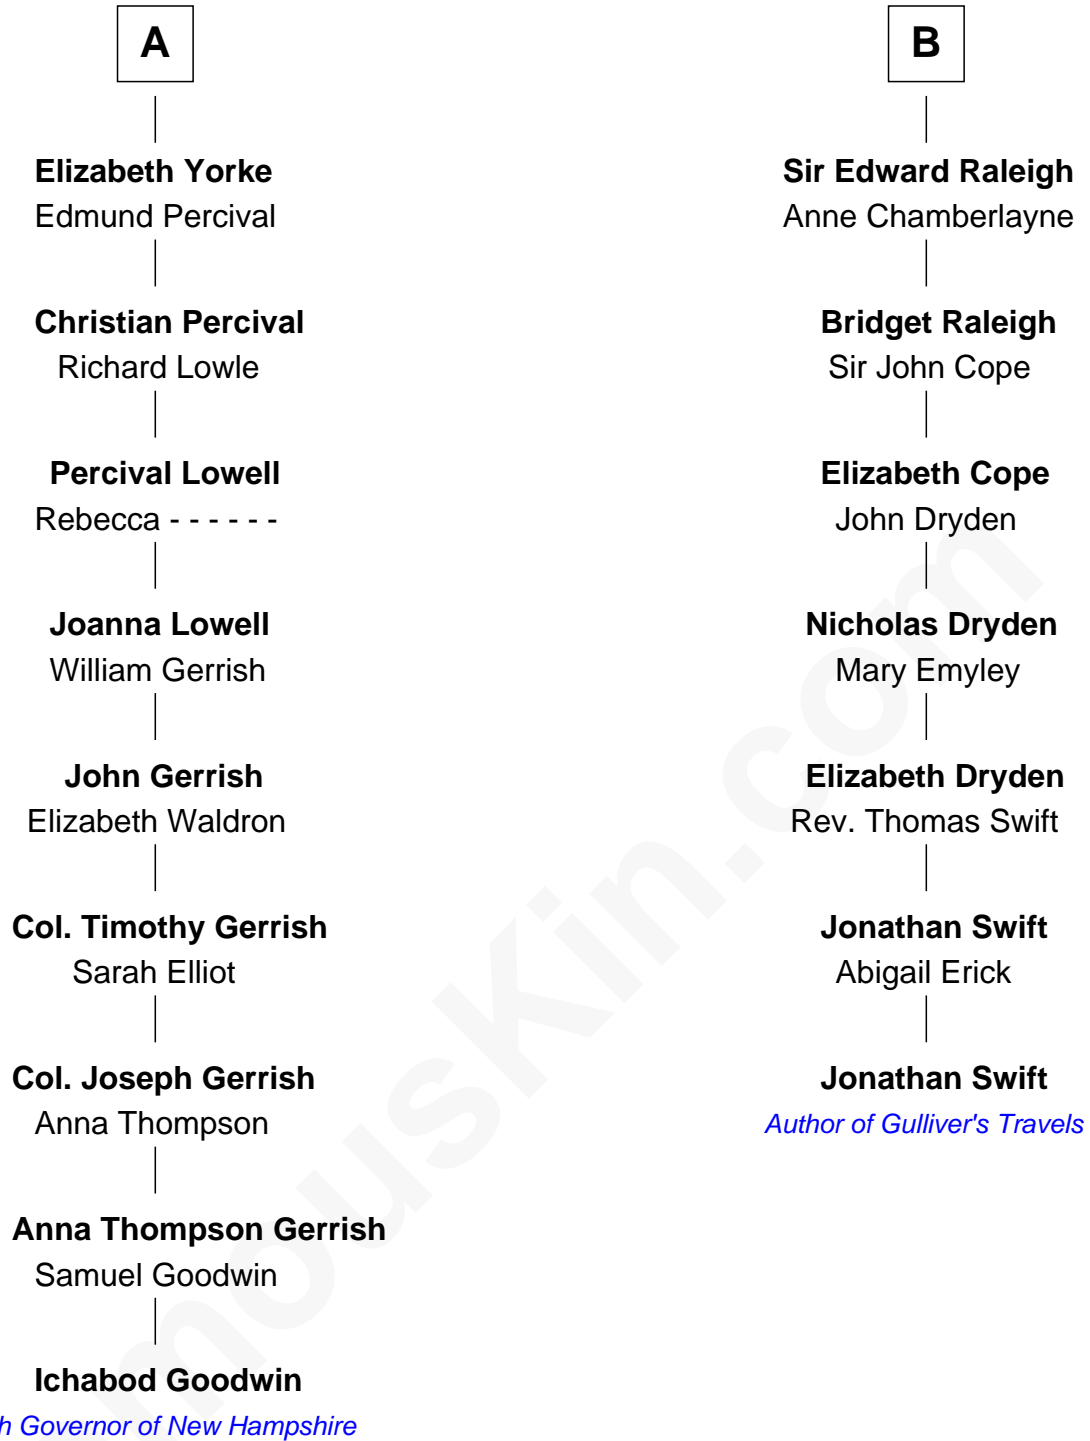 A
Elizabeth Yorke
Edmund Percival
Christian Percival
Richard Lowle
Percival Lowell
Rebecca - - - - - -
Joanna Lowell
William Gerrish
John Gerrish
Elizabeth Waldron
Col. Timothy Gerrish
Sarah Elliot
Col. Joseph Gerrish
Anna Thompson
Anna Thompson Gerrish
Samuel Goodwin
Ichabod Goodwin
h Governor of New Hampshire
B
Sir Edward Raleigh
Anne Chamberlayne
Bridget Raleigh
Sir John Cope
Elizabeth Cope
John Dryden
Nicholas Dryden
Mary Emyley
Elizabeth Dryden
Rev. Thomas Swift
Jonathan Swift
Abigail Erick
Jonathan Swift
Author of Gulliver's Travels
mouskin.com